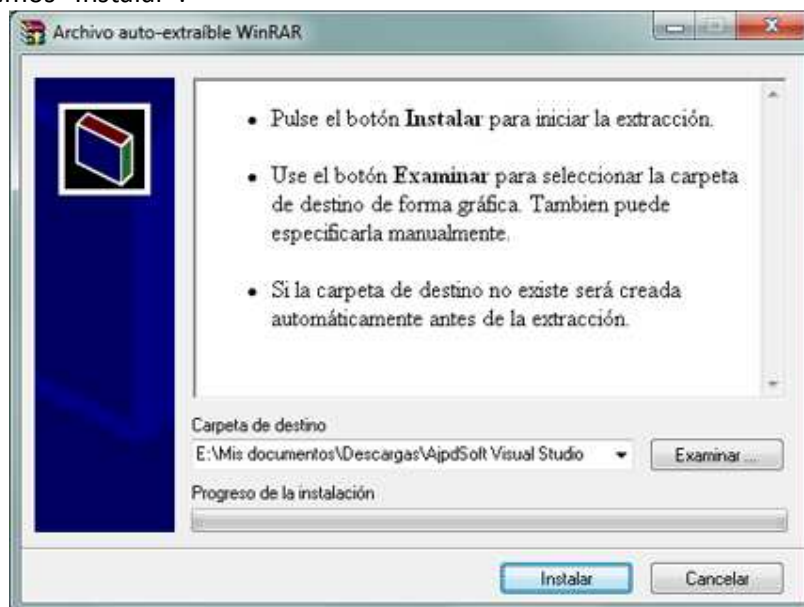 Archivo auto-extraíble WinRAR
• Pulse el botón Instalar para iniciar la extracción.
• Use el botón Examinar para seleccionar la carpeta
de destino de forma gráfica. Tambien puede
especificarla manualmente.
• Si la carpeta de destino no existe será creada
automáticamente antes de la extracción.
Carpeta de destino
E:\Mis documentos\Descargas\AjpdSoft Visual Studio
Examinar ...
Progreso de la instalación
Instalar
Cancelar